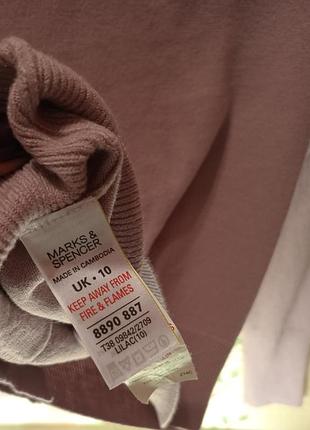 MARKS &
SPENCER
MADE IN CAMBODIA
UK • 10
KEEP AWAY FROM
FIRE & FLAMES
8890 887
T38 09842/2709
LILAC(10)